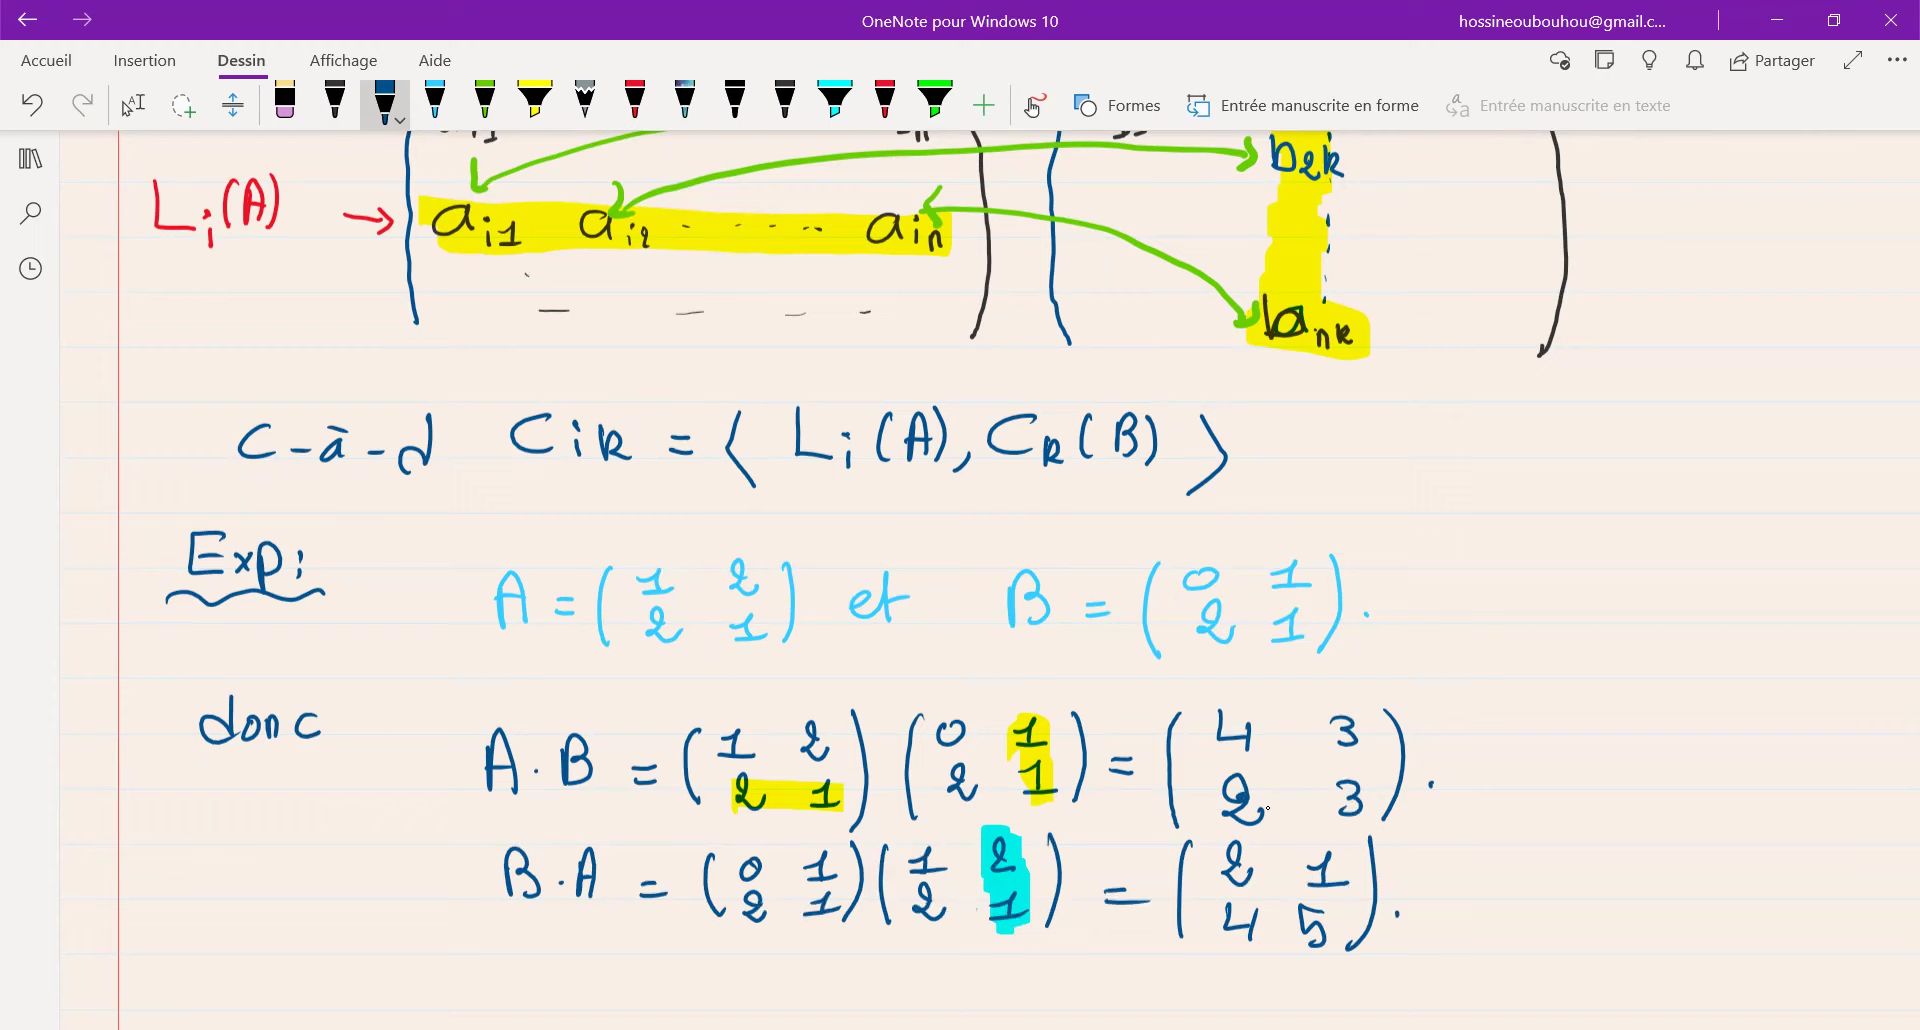 OneNote pour Windows 10
hossineoubouhou@gmail.c...
Accueil Insertion Dessin Affichage Aide
Partager
Formes Entrée manuscrite en forme Entrée manuscrite en texte
b2k
Li(A) → ai1 ai2 - - -- ain
bnk
c-à-d Cik = ⟨ Li(A), Ck(B) ⟩
Exp:
A = (1 2
2 1) et B = (0 1
2 1).
donc
A.B = (1 2
2 1) (0 1
2 1) = (4 3
2 3).
B.A = (0 1
2 1) (1 2
2 1) = (2 1
4 5).